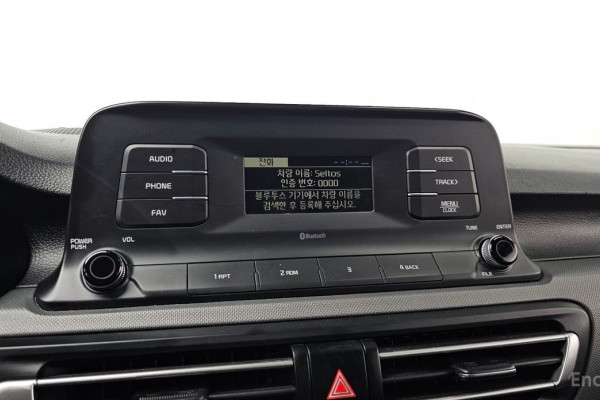 전화
--:--
차량 이름: Seltos
인증 번호: 0000
블루투스 기기에서 차량 이름을
검색한 후 등록해 주십시오.
AUDIO
PHONE
FAV
<SEEK
TRACK>
MENU
CLOCK
Bluetooth
POWER
PUSH
VOL
TUNE
ENTER
FILE
1 RPT
2 RDM
3
4 BACK
Enc